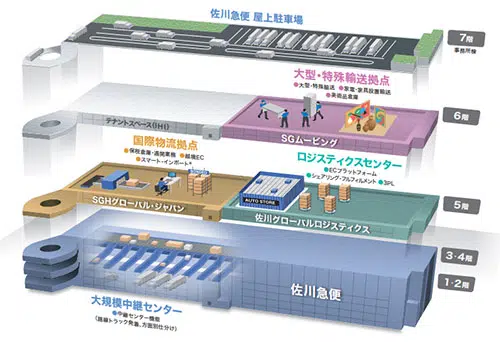 佐川急便 屋上駐車場
7階
事務所棟
大型・特殊輸送拠点
●大型・特殊輸送 ●家電・家具設置輸送
●美術品倉庫
6階
テナントスペース(IHI)
SGムービング
国際物流拠点
●保税倉庫・通関業務 ●越境EC
●スマート・インポート®
ロジスティクスセンター
●ECプラットフォーム
●シェアリング・フルフィルメント ●3PL
AUTO STORE
5階
SGHグローバル・ジャパン
佐川グローバルロジスティクス
3・4階
佐川急便
1・2階
大規模中継センター
●中継センター機能
(路線トラック発着、方面別仕分け)